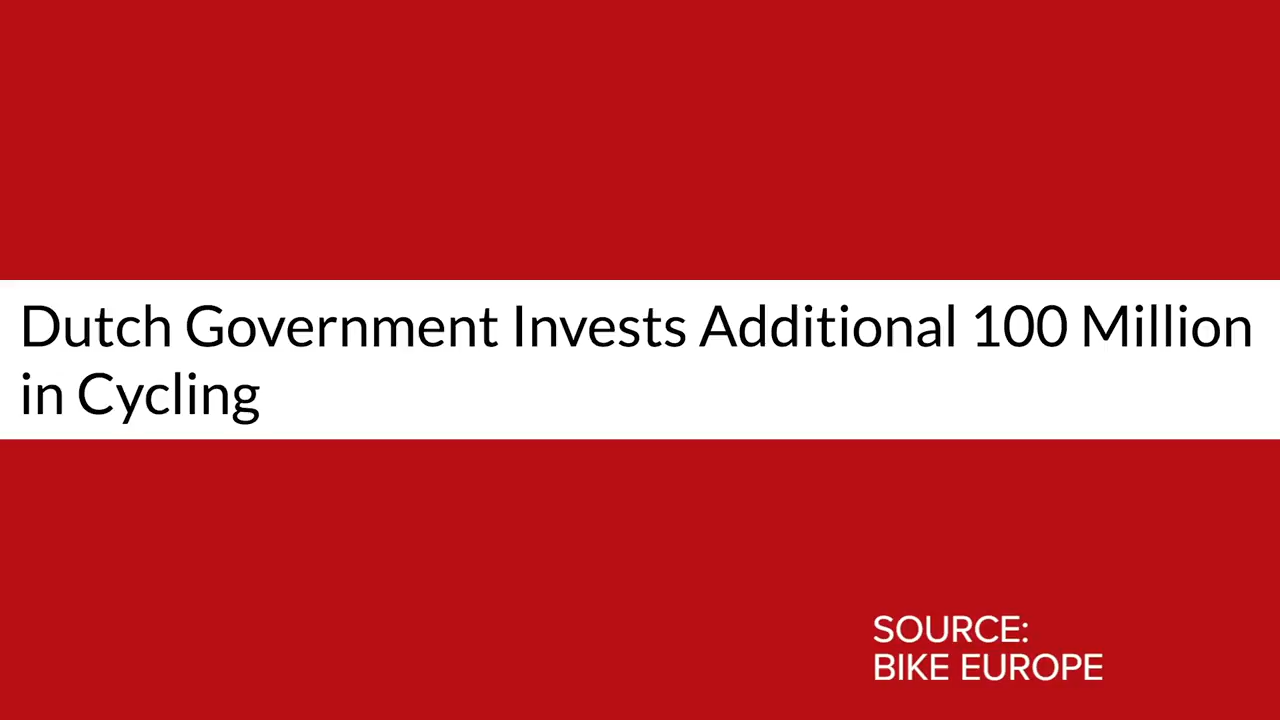 Dutch Government Invests Additional 100 Million
in Cycling
SOURCE:
BIKE EUROPE